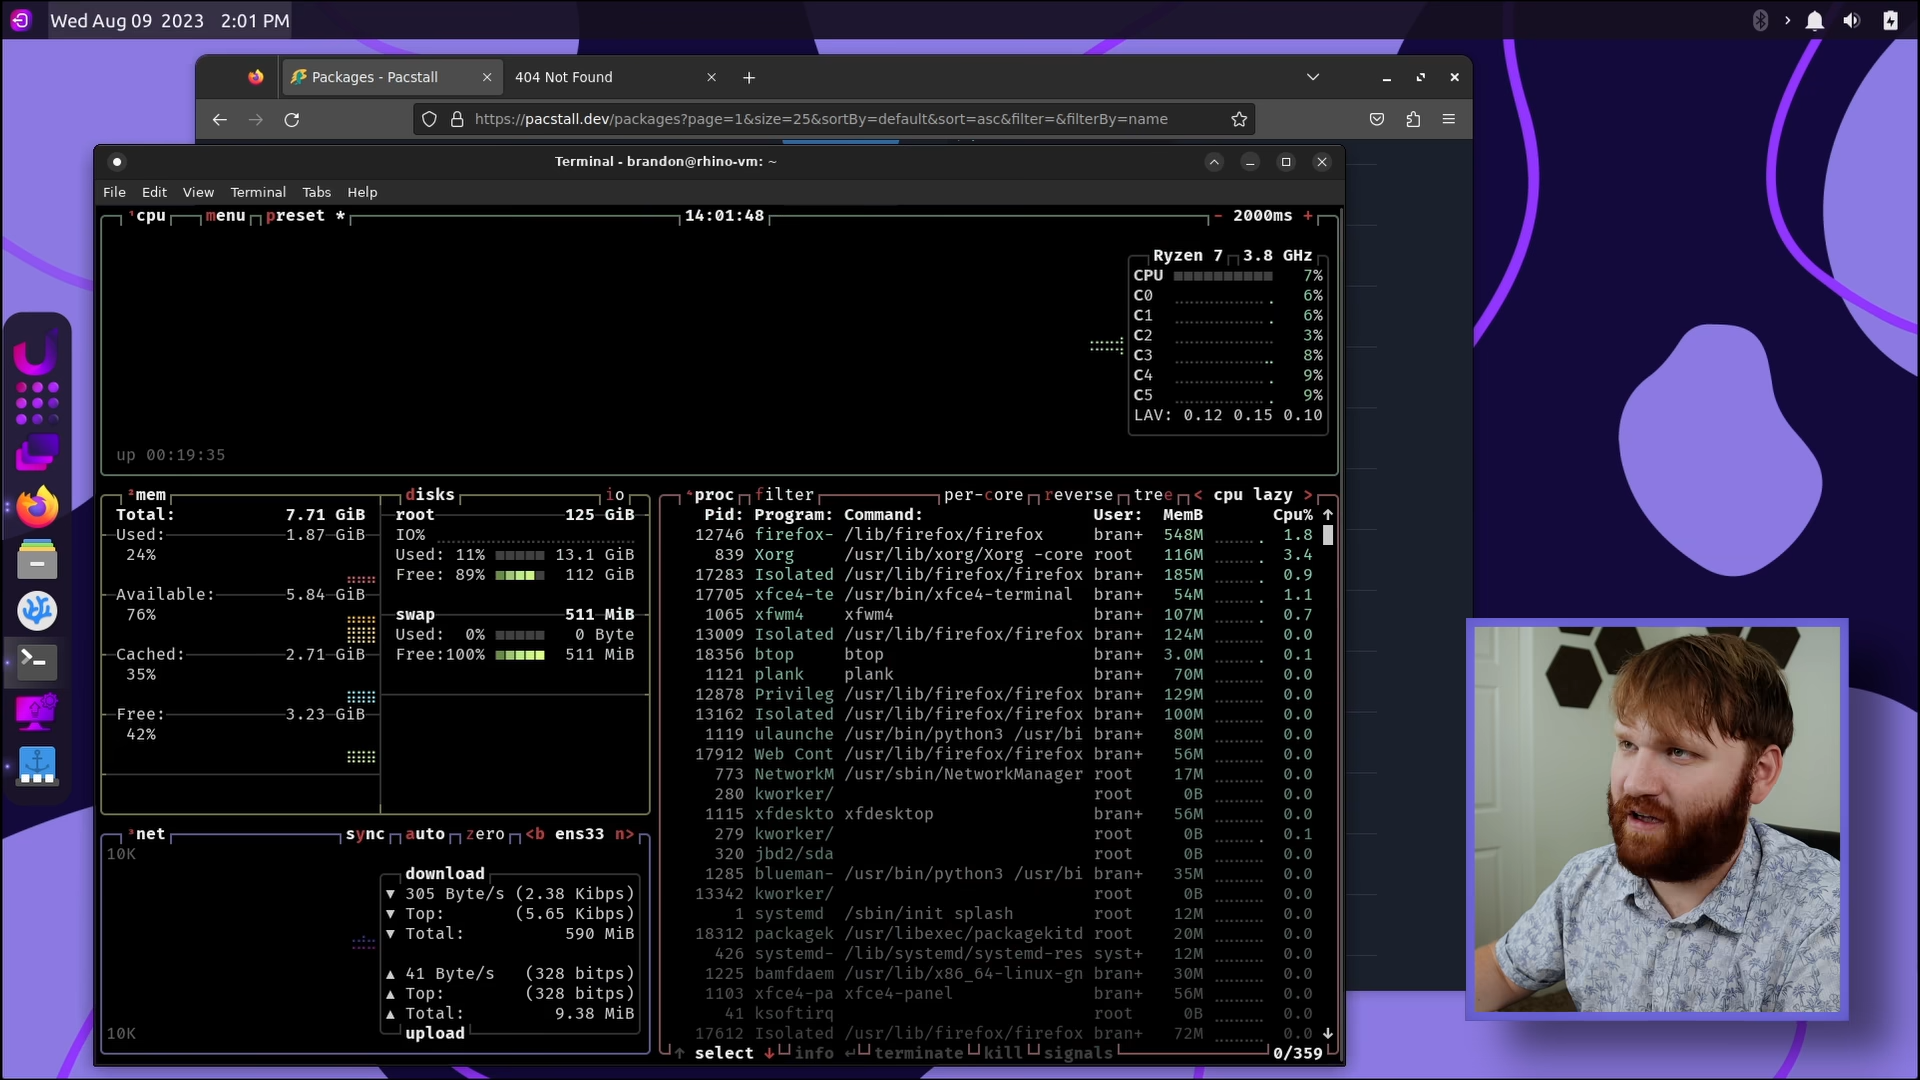 Wed Aug 09 2023 2:01 PM
Packages - Pacstall
404 Not Found
https://pacstall.dev/packages?page=1&size=25&sortBy=default&sort=asc&filter=&filterBy=name
Terminal - brandon@rhino-vm: ~
File Edit View Terminal Tabs Help
¹cpu menu preset * 14:01:48 - 2000ms +
Ryzen 7 3.8 GHz
CPU 7%
C0 6%
C1 6%
C2 3%
C3 8%
C4 9%
C5 9%
LAV: 0.12 0.15 0.10
up 00:19:35
²mem
Total: 7.71 GiB
Used: 1.87 GiB
24%
Available: 5.84 GiB
76%
Cached: 2.71 GiB
35%
Free: 3.23 GiB
42%
disks io
root 125 GiB
IO%
Used: 11% 13.1 GiB
Free: 89% 112 GiB
swap 511 MiB
Used: 0% 0 Byte
Free:100% 511 MiB
³net sync auto zero <b ens33 n>
10K
download
▼ 305 Byte/s (2.38 Kibps)
▼ Top: (5.65 Kibps)
▼ Total: 590 MiB
▲ 41 Byte/s (328 bitps)
▲ Top: (328 bitps)
▲ Total: 9.38 MiB
upload
10K
⁴proc filter per-core reverse tree < cpu lazy >
Pid: Program: Command: User: MemB Cpu% ↑
12746 firefox- /lib/firefox/firefox bran+ 548M 1.8
839 Xorg /usr/lib/xorg/Xorg -core root 116M 3.4
17283 Isolated /usr/lib/firefox/firefox bran+ 185M 0.9
17705 xfce4-te /usr/bin/xfce4-terminal bran+ 54M 1.1
1065 xfwm4 xfwm4 bran+ 107M 0.7
13009 Isolated /usr/lib/firefox/firefox bran+ 124M 0.0
18356 btop btop bran+ 3.0M 0.1
1121 plank plank bran+ 70M 0.0
12878 Privileg /usr/lib/firefox/firefox bran+ 129M 0.0
13162 Isolated /usr/lib/firefox/firefox bran+ 100M 0.0
1119 ulaunche /usr/bin/python3 /usr/bi bran+ 80M 0.0
17912 Web Cont /usr/lib/firefox/firefox bran+ 56M 0.0
773 NetworkM /usr/sbin/NetworkManager root 17M 0.0
280 kworker/ root 0B 0.0
1115 xfdeskto xfdesktop bran+ 56M 0.0
279 kworker/ root 0B 0.1
320 jbd2/sda root 0B 0.0
1285 blueman- /usr/bin/python3 /usr/bi bran+ 35M 0.0
13342 kworker/ root 0B 0.0
1 systemd /sbin/init splash root 12M 0.0
18312 packagek /usr/libexec/packagekitd root 20M 0.0
426 systemd- /lib/systemd/systemd-res syst+ 12M 0.0
1225 bamfdaem /usr/lib/x86_64-linux-gn bran+ 30M 0.0
1103 xfce4-pa xfce4-panel bran+ 56M 0.0
41 ksoftirq root 0B 0.0
17612 Isolated /usr/lib/firefox/firefox bran+ 72M 0.0 ↓
↑ select ↓ info ↵ terminate kill signals 0/359